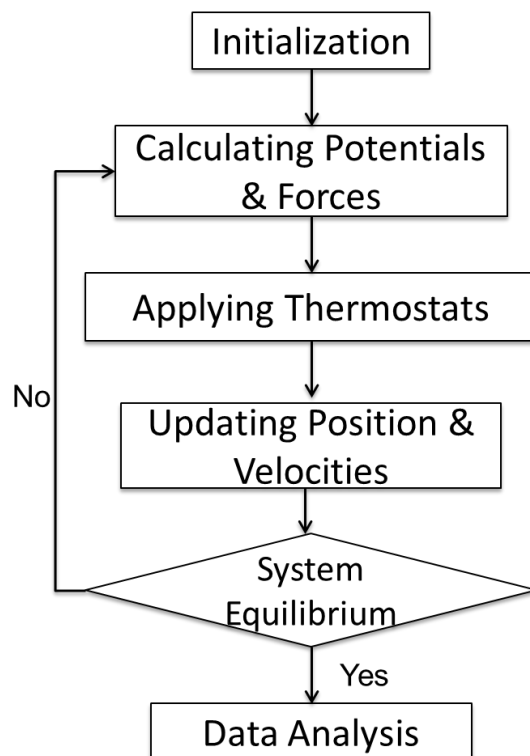 Initialization
Calculating Potentials
& Forces
Applying Thermostats
No
Updating Position &
Velocities
System
Equilibrium
Yes
Data Analysis